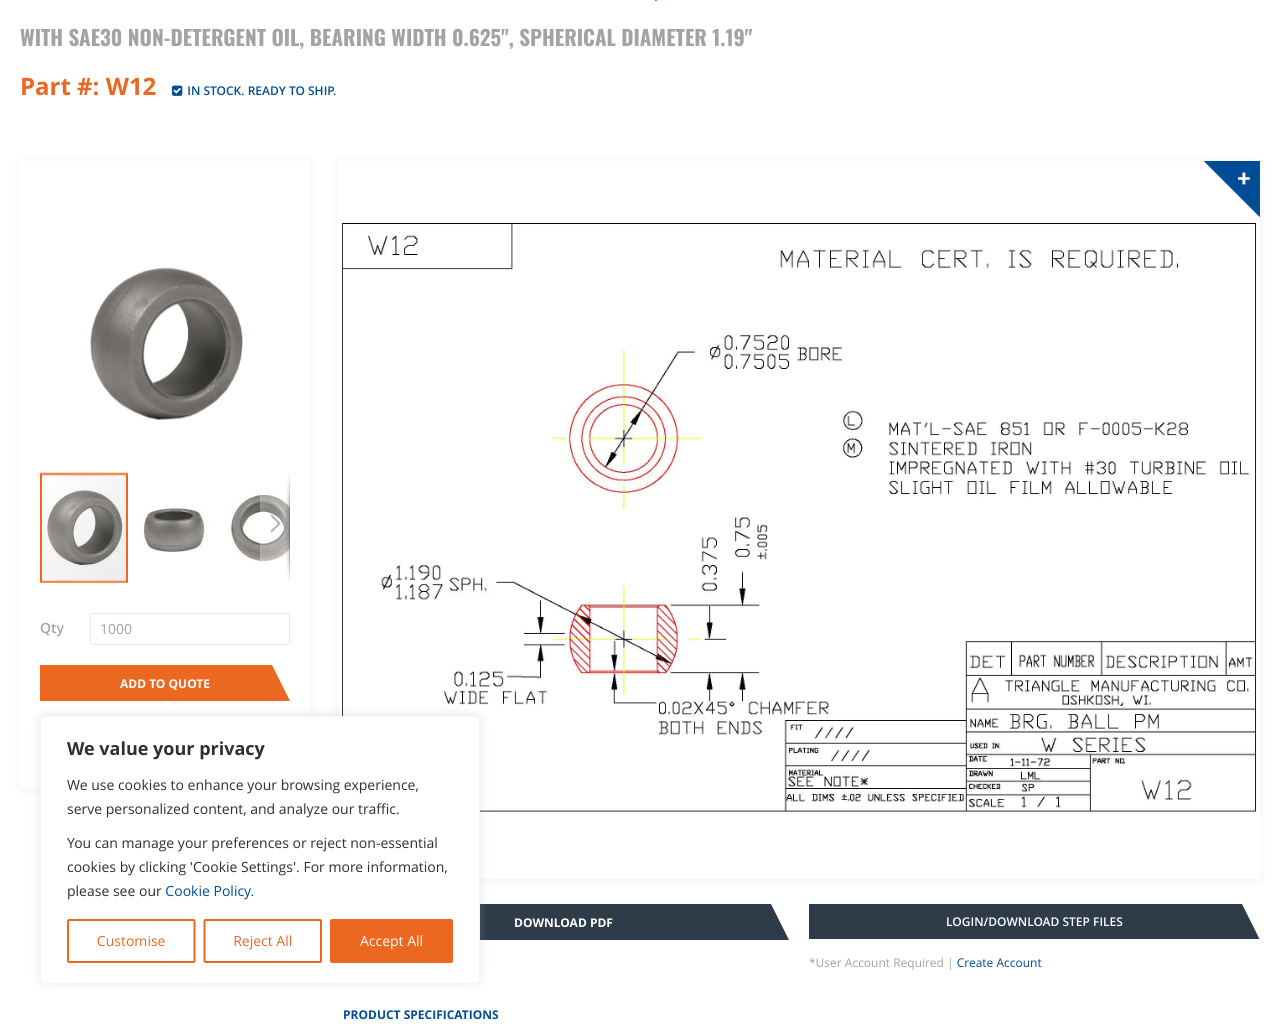 WITH SAE30 NON-DETERGENT OIL, BEARING WIDTH 0.625", SPHERICAL DIAMETER 1.19"
Part #: W12
IN STOCK. READY TO SHIP.
W12
MATERIAL CERT. IS REQUIRED.
Ø0.7520
0.7505 BORE
L
M
MAT'L-SAE 851 OR F-0005-K28
SINTERED IRON
IMPREGNATED WITH #30 TURBINE OIL
SLIGHT OIL FILM ALLOWABLE
0.375
0.75
±.005
Ø1.190
1.187 SPH.
0.125
WIDE FLAT
0.02X45° CHAMFER
BOTH ENDS
DET PART NUMBER DESCRIPTION AMT
A TRIANGLE MANUFACTURING CO.
OSHKOSH, WI.
NAME BRG. BALL PM
USED IN W SERIES
DATE 1-11-72
DRAWN LML
CHECKED SP
SCALE 1 / 1
PART NO.
W12
FIT ////
PLATING ////
MATERIAL
SEE NOTE*
ALL DIMS ±.02 UNLESS SPECIFIED
Qty 1000
ADD TO QUOTE
We value your privacy
We use cookies to enhance your browsing experience,
serve personalized content, and analyze our traffic.
You can manage your preferences or reject non-essential
cookies by clicking 'Cookie Settings'. For more information,
please see our Cookie Policy.
Customise
Reject All
Accept All
DOWNLOAD PDF
LOGIN/DOWNLOAD STEP FILES
*User Account Required | Create Account
PRODUCT SPECIFICATIONS